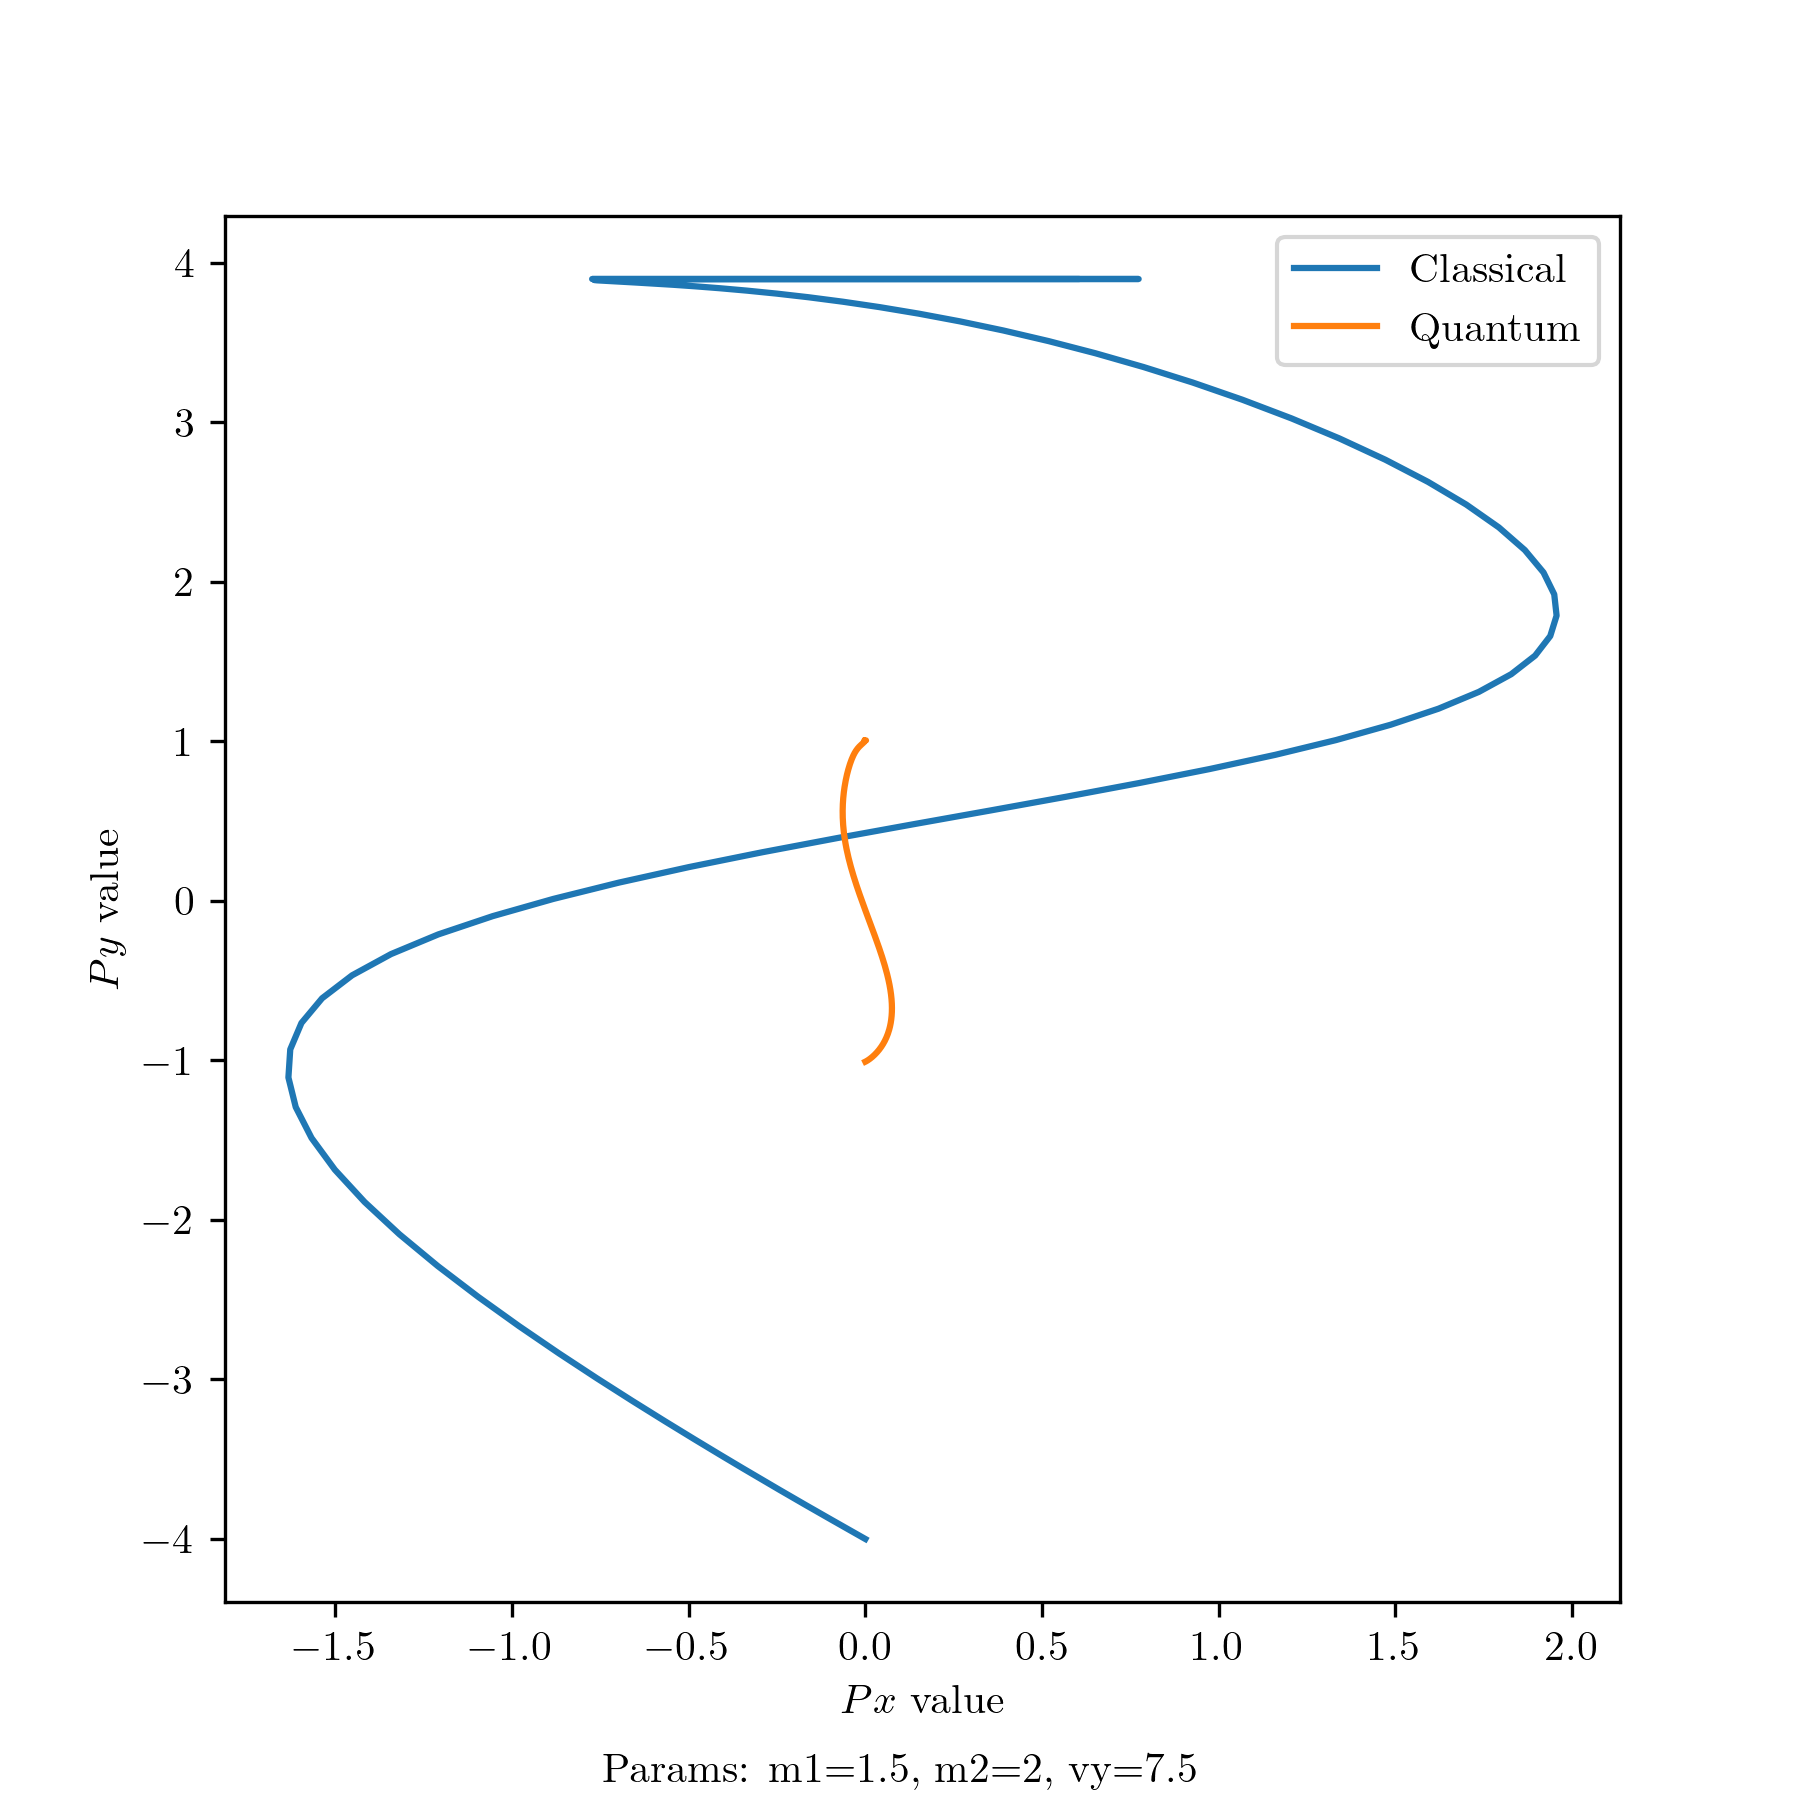 Classical
Quantum
4
3
2
1
0
−1
−2
−3
−4
Py value
−1.5 −1.0 −0.5 0.0 0.5 1.0 1.5 2.0
Px value
Params: m1=1.5, m2=2, vy=7.5